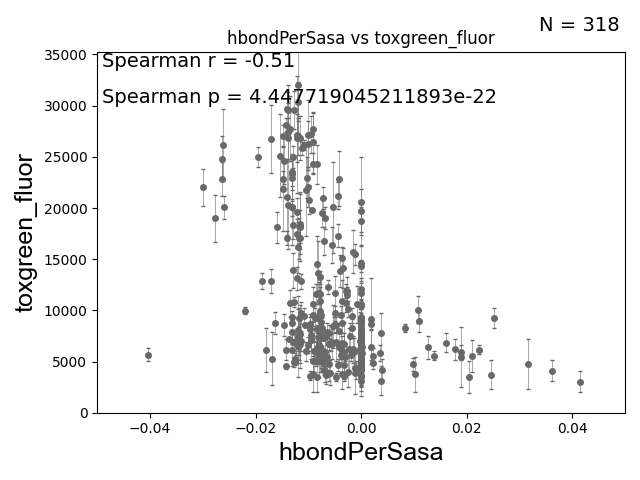 N = 318
hbondPerSasa vs toxgreen_fluor
Spearman r = -0.51
Spearman p = 4.447719045211893e-22
toxgreen_fluor
35000
30000
25000
20000
15000
10000
5000
0
−0.04 −0.02 0.00 0.02 0.04
hbondPerSasa